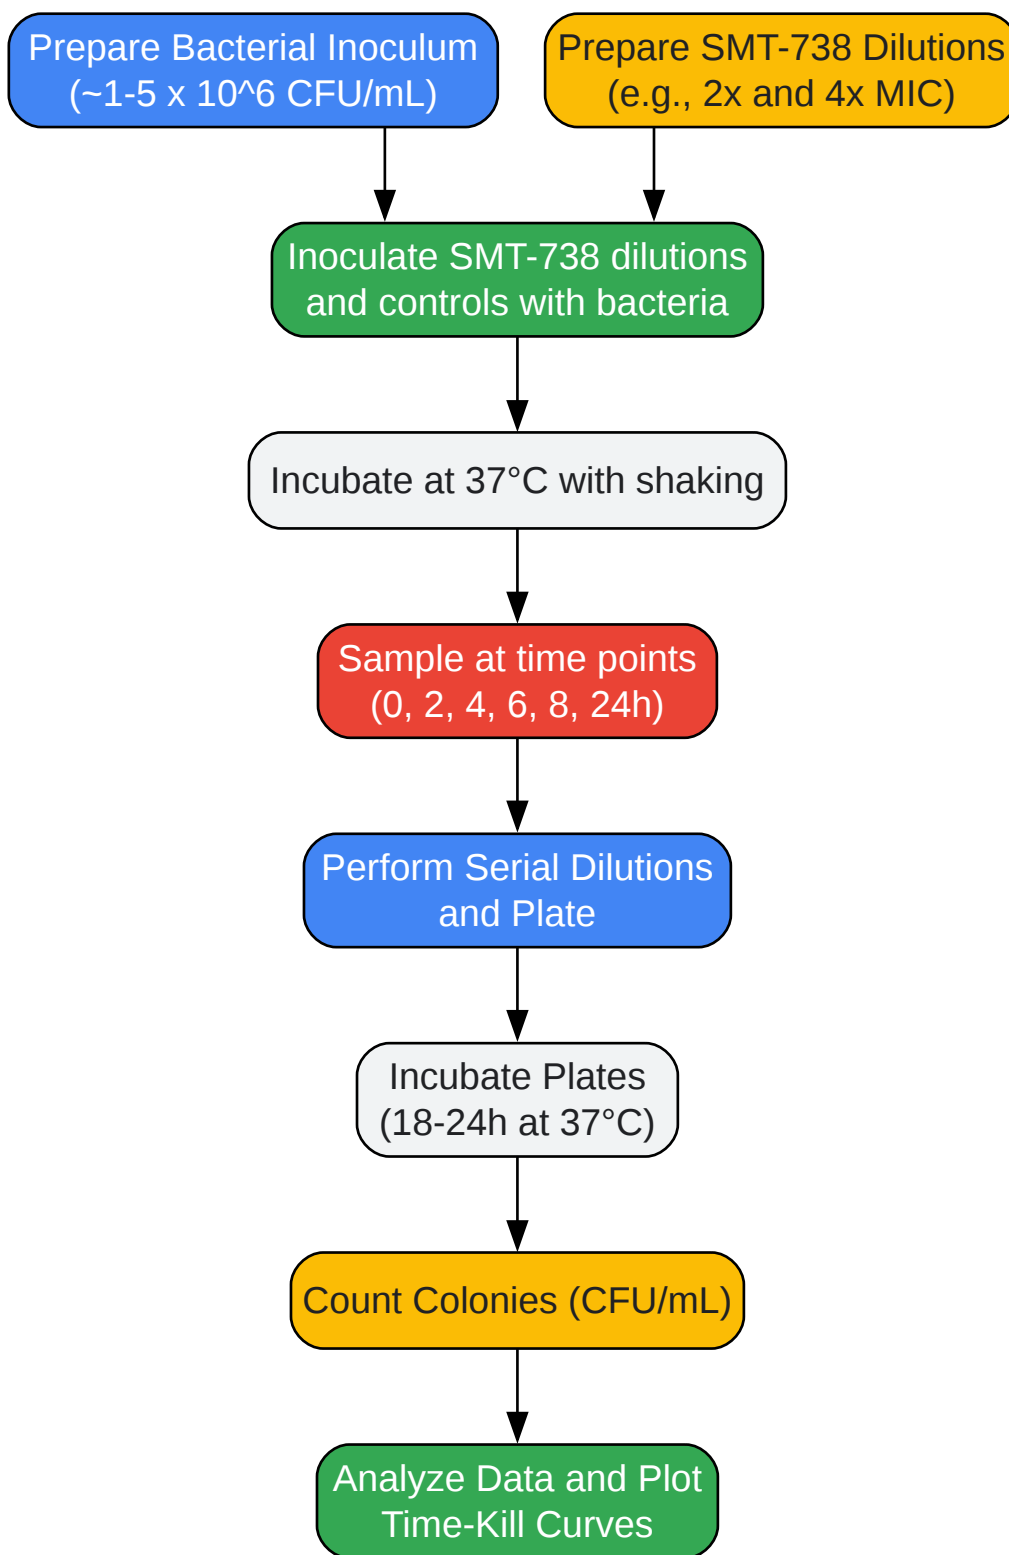 Prepare Bacterial Inoculum
(~1-5 x 10^6 CFU/mL)
Prepare SMT-738 Dilutions
(e.g., 2x and 4x MIC)
Inoculate SMT-738 dilutions
and controls with bacteria
Incubate at 37°C with shaking
Sample at time points
(0, 2, 4, 6, 8, 24h)
Perform Serial Dilutions
and Plate
Incubate Plates
(18-24h at 37°C)
Count Colonies (CFU/mL)
Analyze Data and Plot
Time-Kill Curves